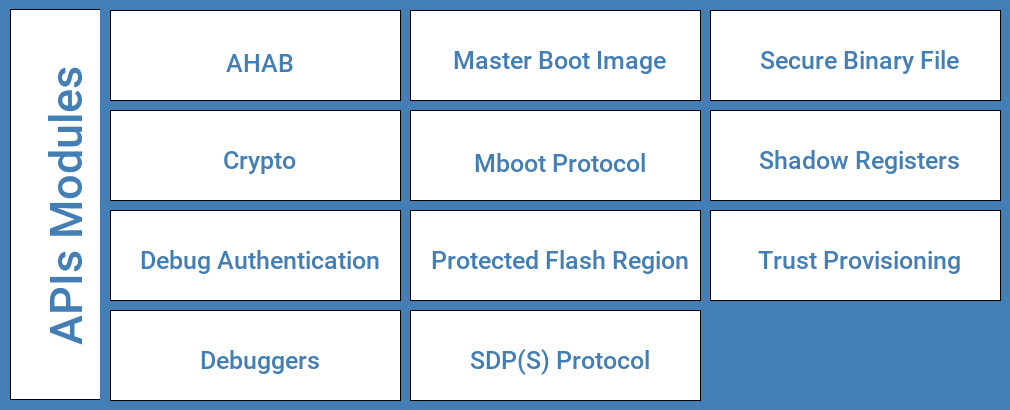 APIs Modules
AHAB
Master Boot Image
Secure Binary File
Crypto
Mboot Protocol
Shadow Registers
Debug Authentication
Protected Flash Region
Trust Provisioning
Debuggers
SDP(S) Protocol